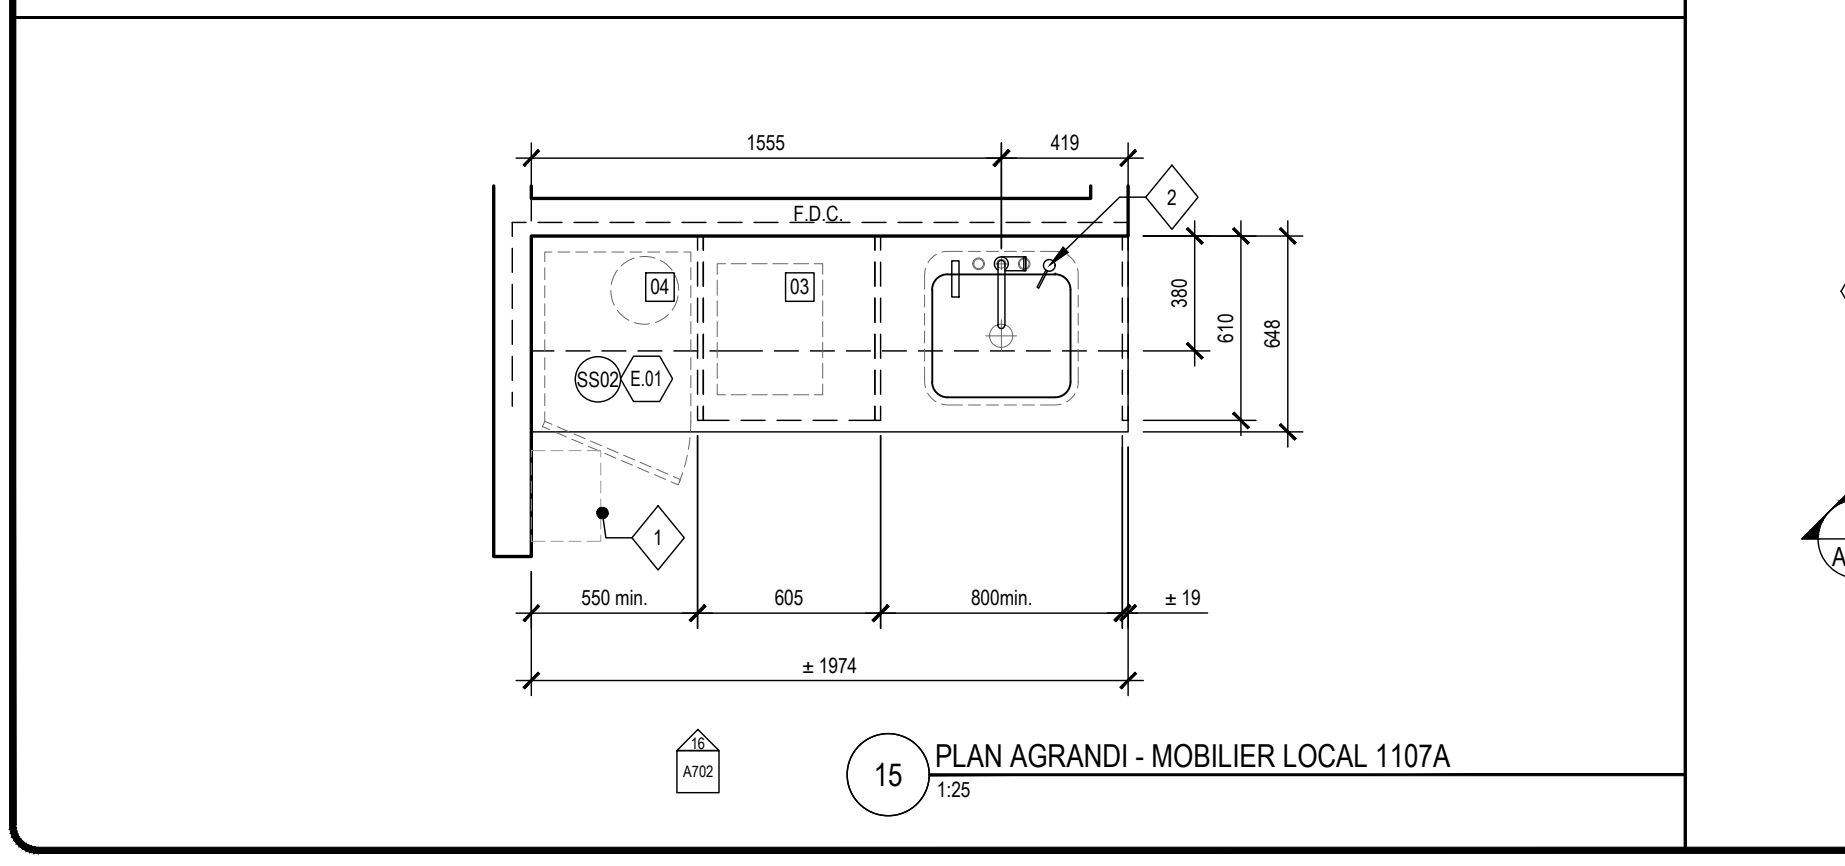 1555
419
2
F.D.C.
04
03
380
610
648
SS02
E.01
1
550 min.
605
800min.
± 19
± 1974
16
A702
15
PLAN AGRANDI - MOBILIER LOCAL 1107A
1:25
A